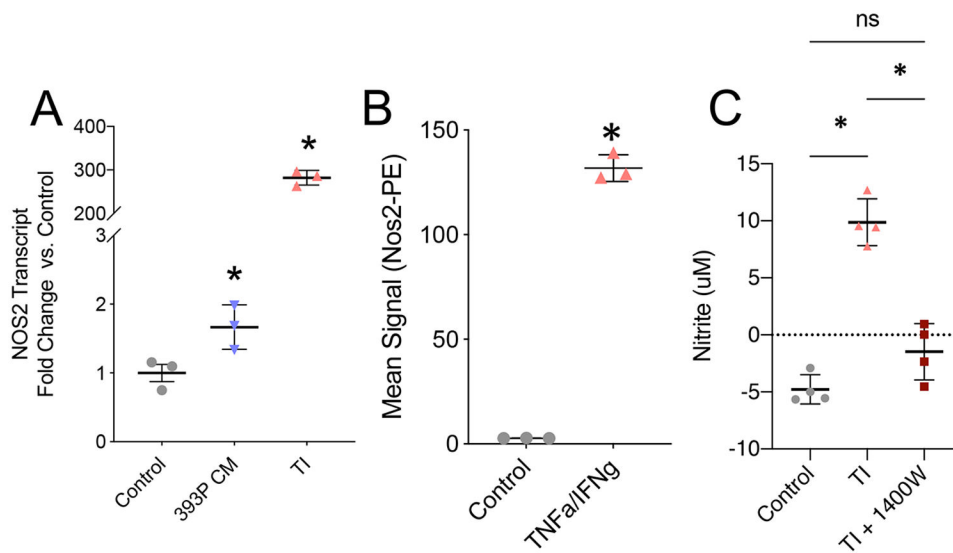 A
NOS2 Transcript
Fold Change vs. Control
400
300
200
3
2
1
0
*
*
Control
393P CM
TI
B
Mean Signal (Nos2-PE)
150
100
50
0
*
Control
TNFa/IFNg
C
ns
*
*
Nitrite (uM)
15
10
5
0
-5
-10
Control
TI
TI + 1400W